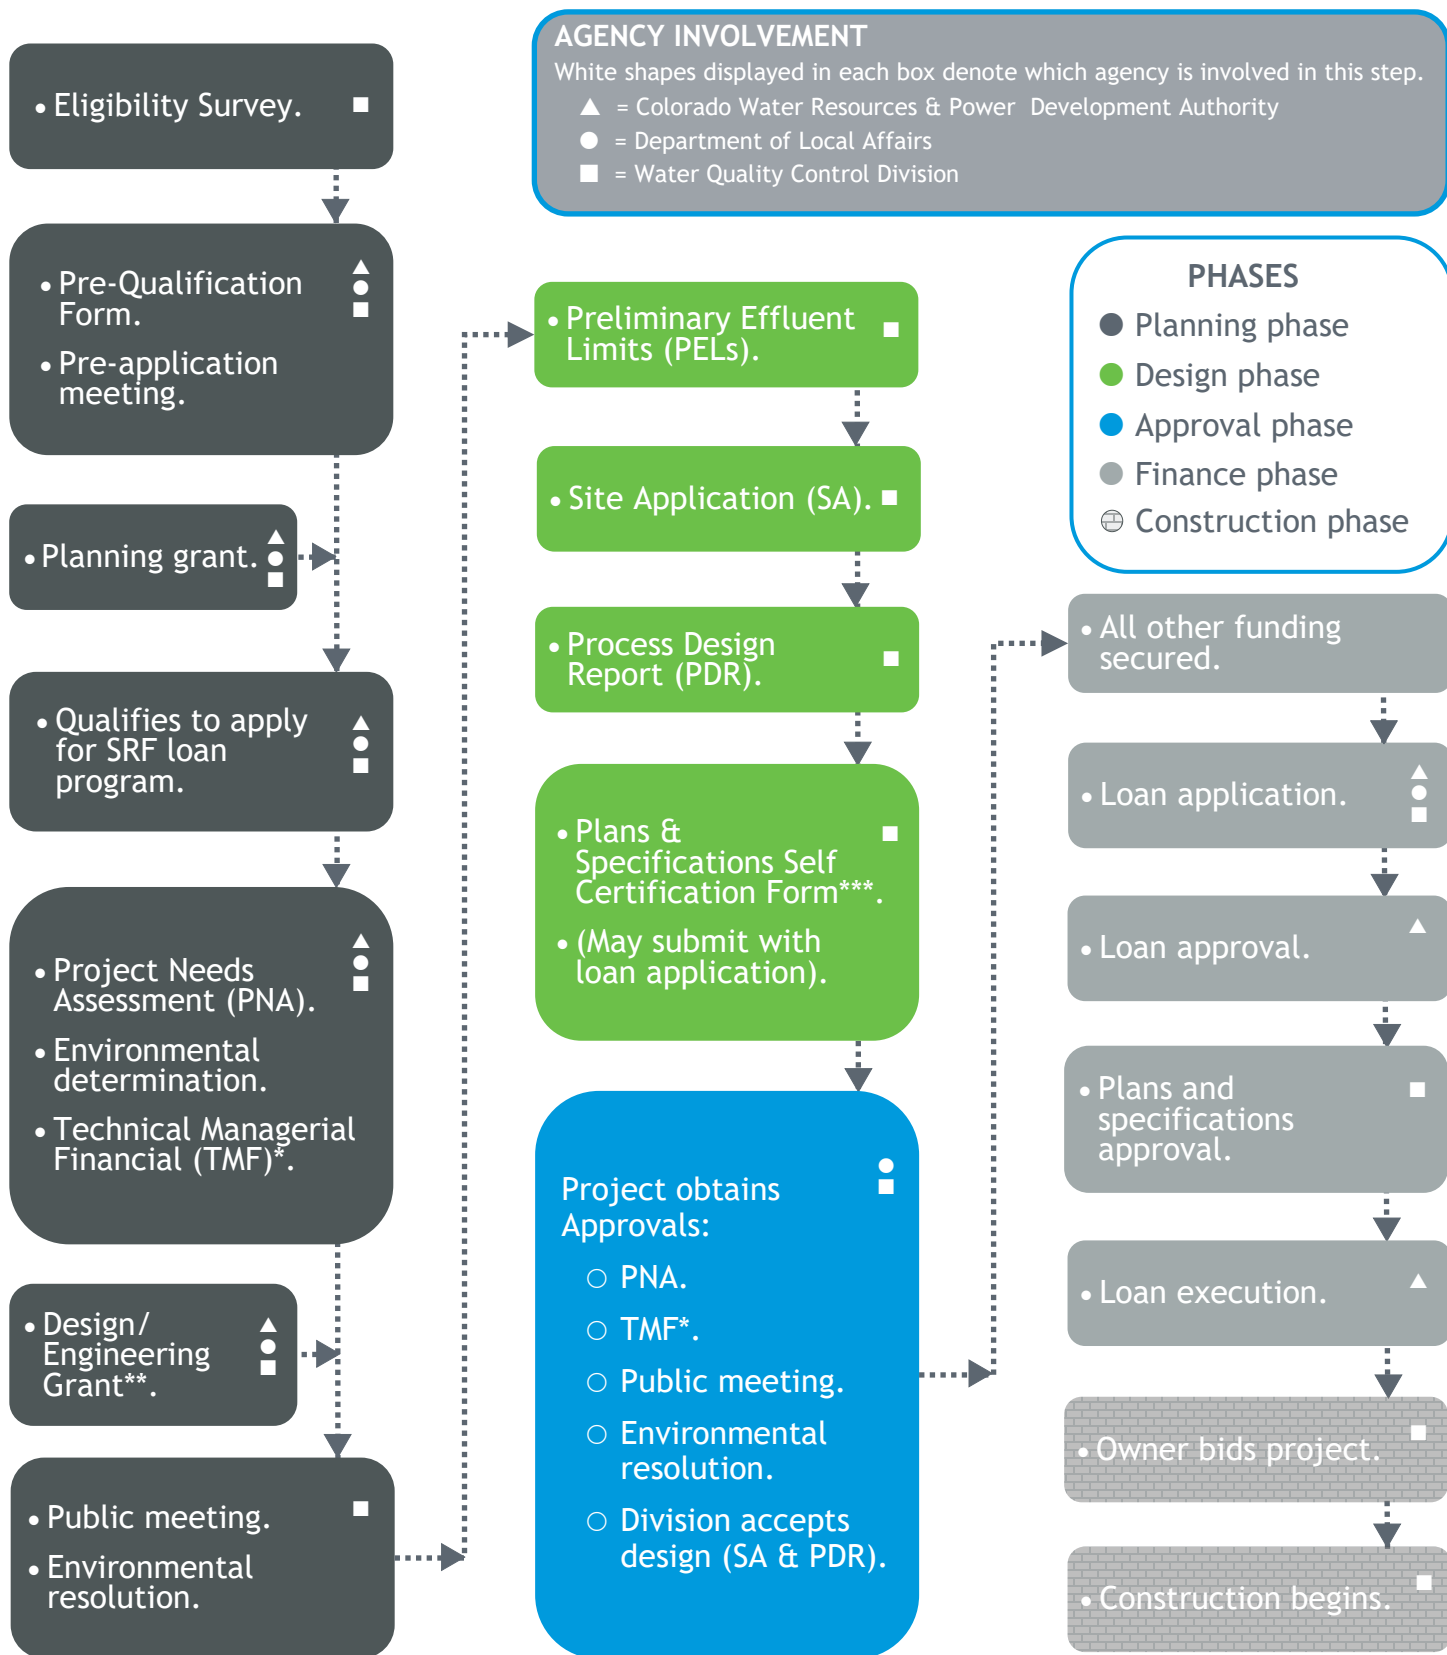 AGENCY INVOLVEMENT
White shapes displayed in each box denote which agency is involved in this step.
▲ = Colorado Water Resources & Power Development Authority
● = Department of Local Affairs
■ = Water Quality Control Division
• Eligibility Survey.
• Pre-Qualification
Form.
• Pre-application
meeting.
• Planning grant.
• Qualifies to apply
for SRF loan
program.
• Project Needs
Assessment (PNA).
• Environmental
determination.
• Technical Managerial
Financial (TMF)*.
• Design/
Engineering
Grant**.
• Public meeting.
• Environmental
resolution.
• Preliminary Effluent
Limits (PELs).
• Site Application (SA).
• Process Design
Report (PDR).
• Plans &
Specifications Self
Certification Form***.
• (May submit with
loan application).
Project obtains
Approvals:
○ PNA.
○ TMF*.
○ Public meeting.
○ Environmental
resolution.
○ Division accepts
design (SA & PDR).
PHASES
Planning phase
Design phase
Approval phase
Finance phase
Construction phase
• All other funding
secured.
• Loan application.
• Loan approval.
• Plans and
specifications
approval.
• Loan execution.
• Owner bids project.
• Construction begins.